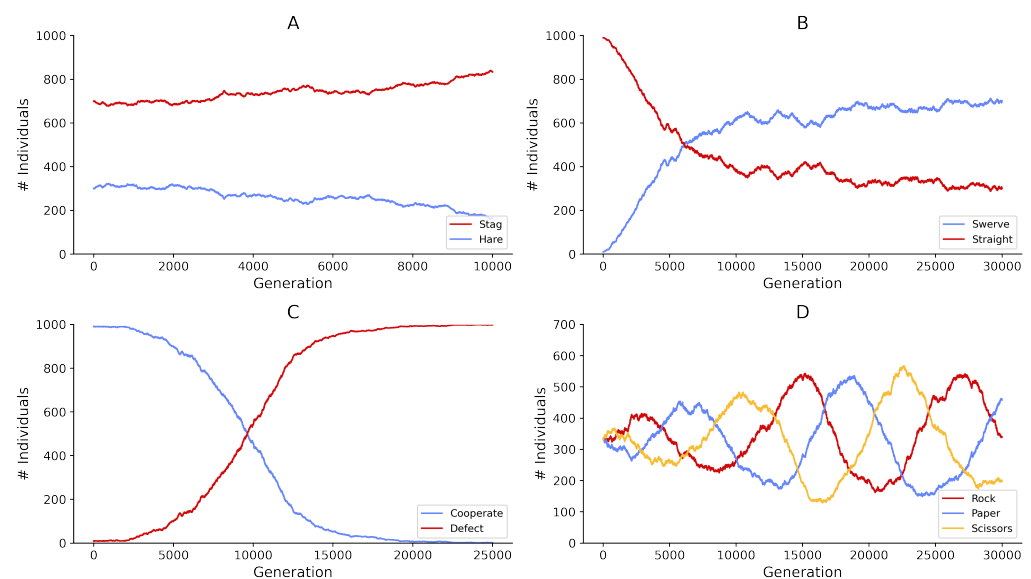 A
1000
800
600
400
200
0
# Individuals
0 2000 4000 6000 8000 10000
Generation
Stag
Hare
B
1000
800
600
400
200
0
# Individuals
0 5000 10000 15000 20000 25000 30000
Generation
Swerve
Straight
C
1000
800
600
400
200
0
# Individuals
0 5000 10000 15000 20000 25000
Generation
Cooperate
Defect
D
700
600
500
400
300
200
100
0
# Individuals
0 5000 10000 15000 20000 25000 30000
Generation
Rock
Paper
Scissors